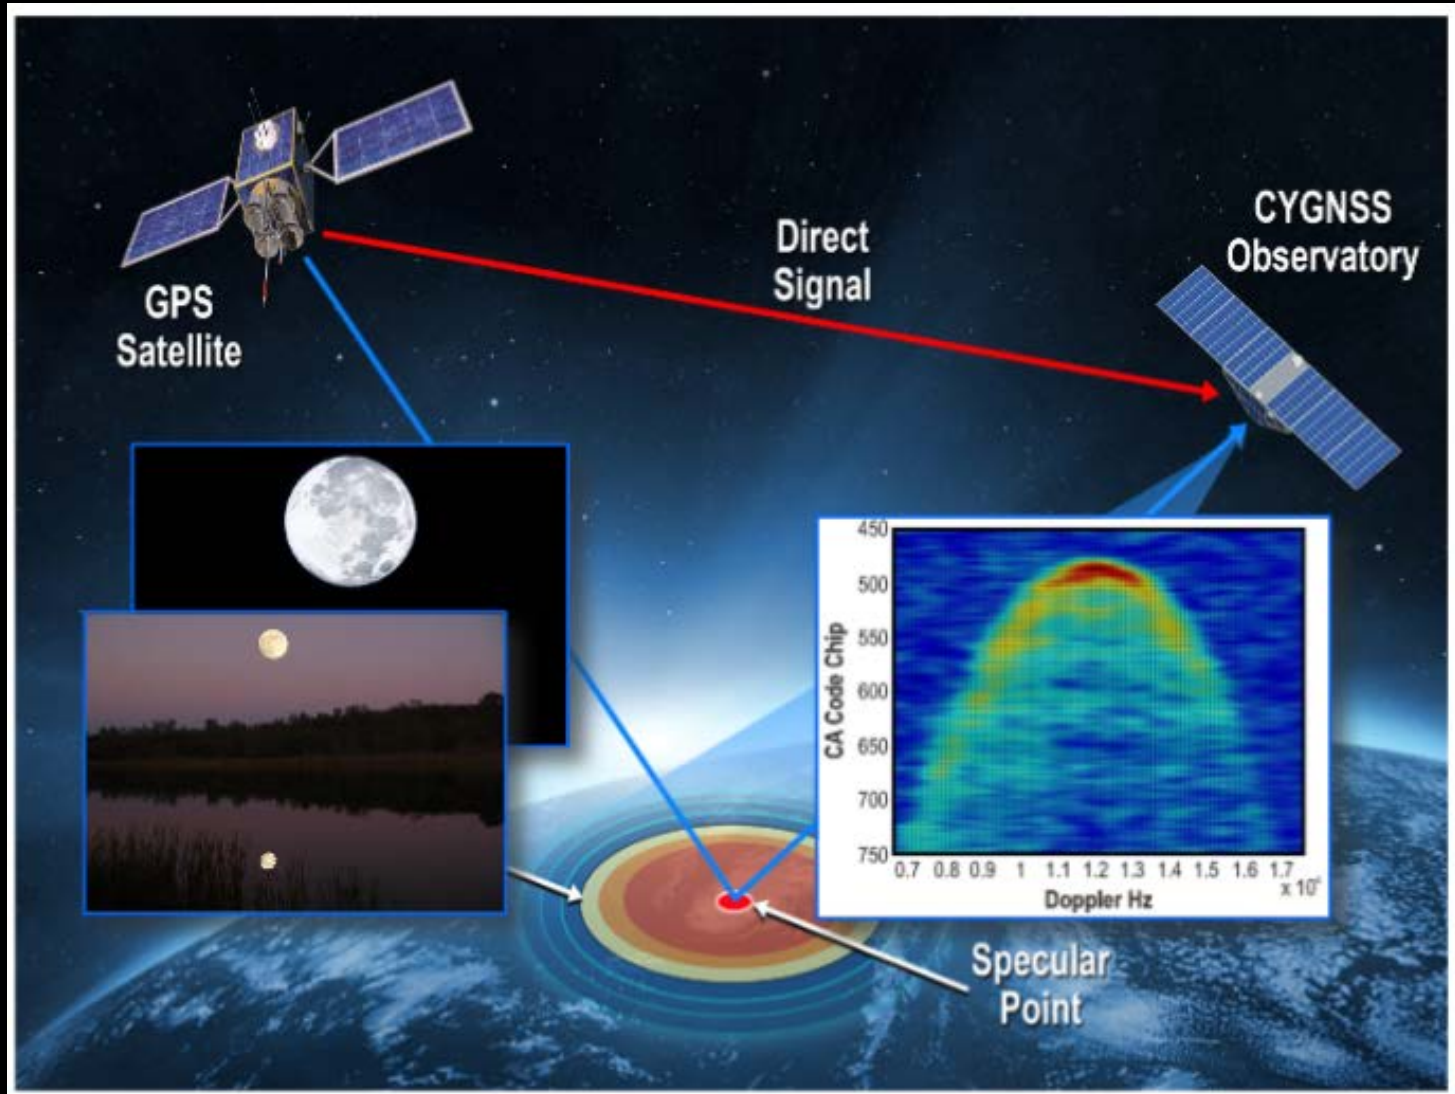 CYGNSS
Observatory
Direct
Signal
GPS
Satellite
450
500
550
600
650
700
750
CA Code Chip
0.7 0.8 0.9 1 1.1 1.2 1.3 1.4 1.5 1.6 1.7
Doppler Hz
Specular
Point